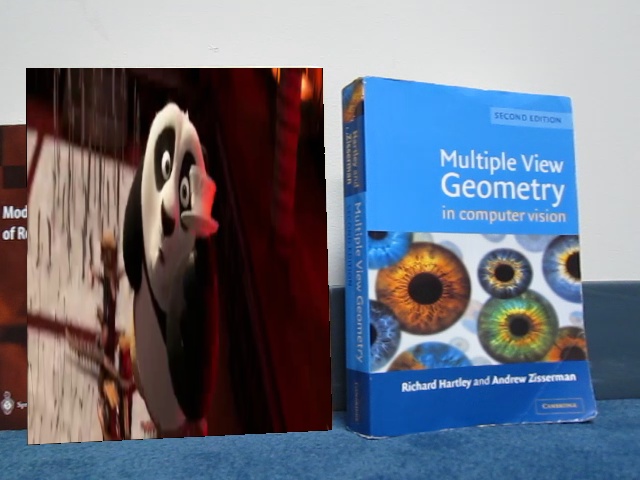 Mod
of Ro
SECOND EDITION
Multiple View
Geometry
in computer vision
Richard Hartley and Andrew Zisserman
CAMBRIDGE
Hartley and
Zisserman
Multiple View Geometry